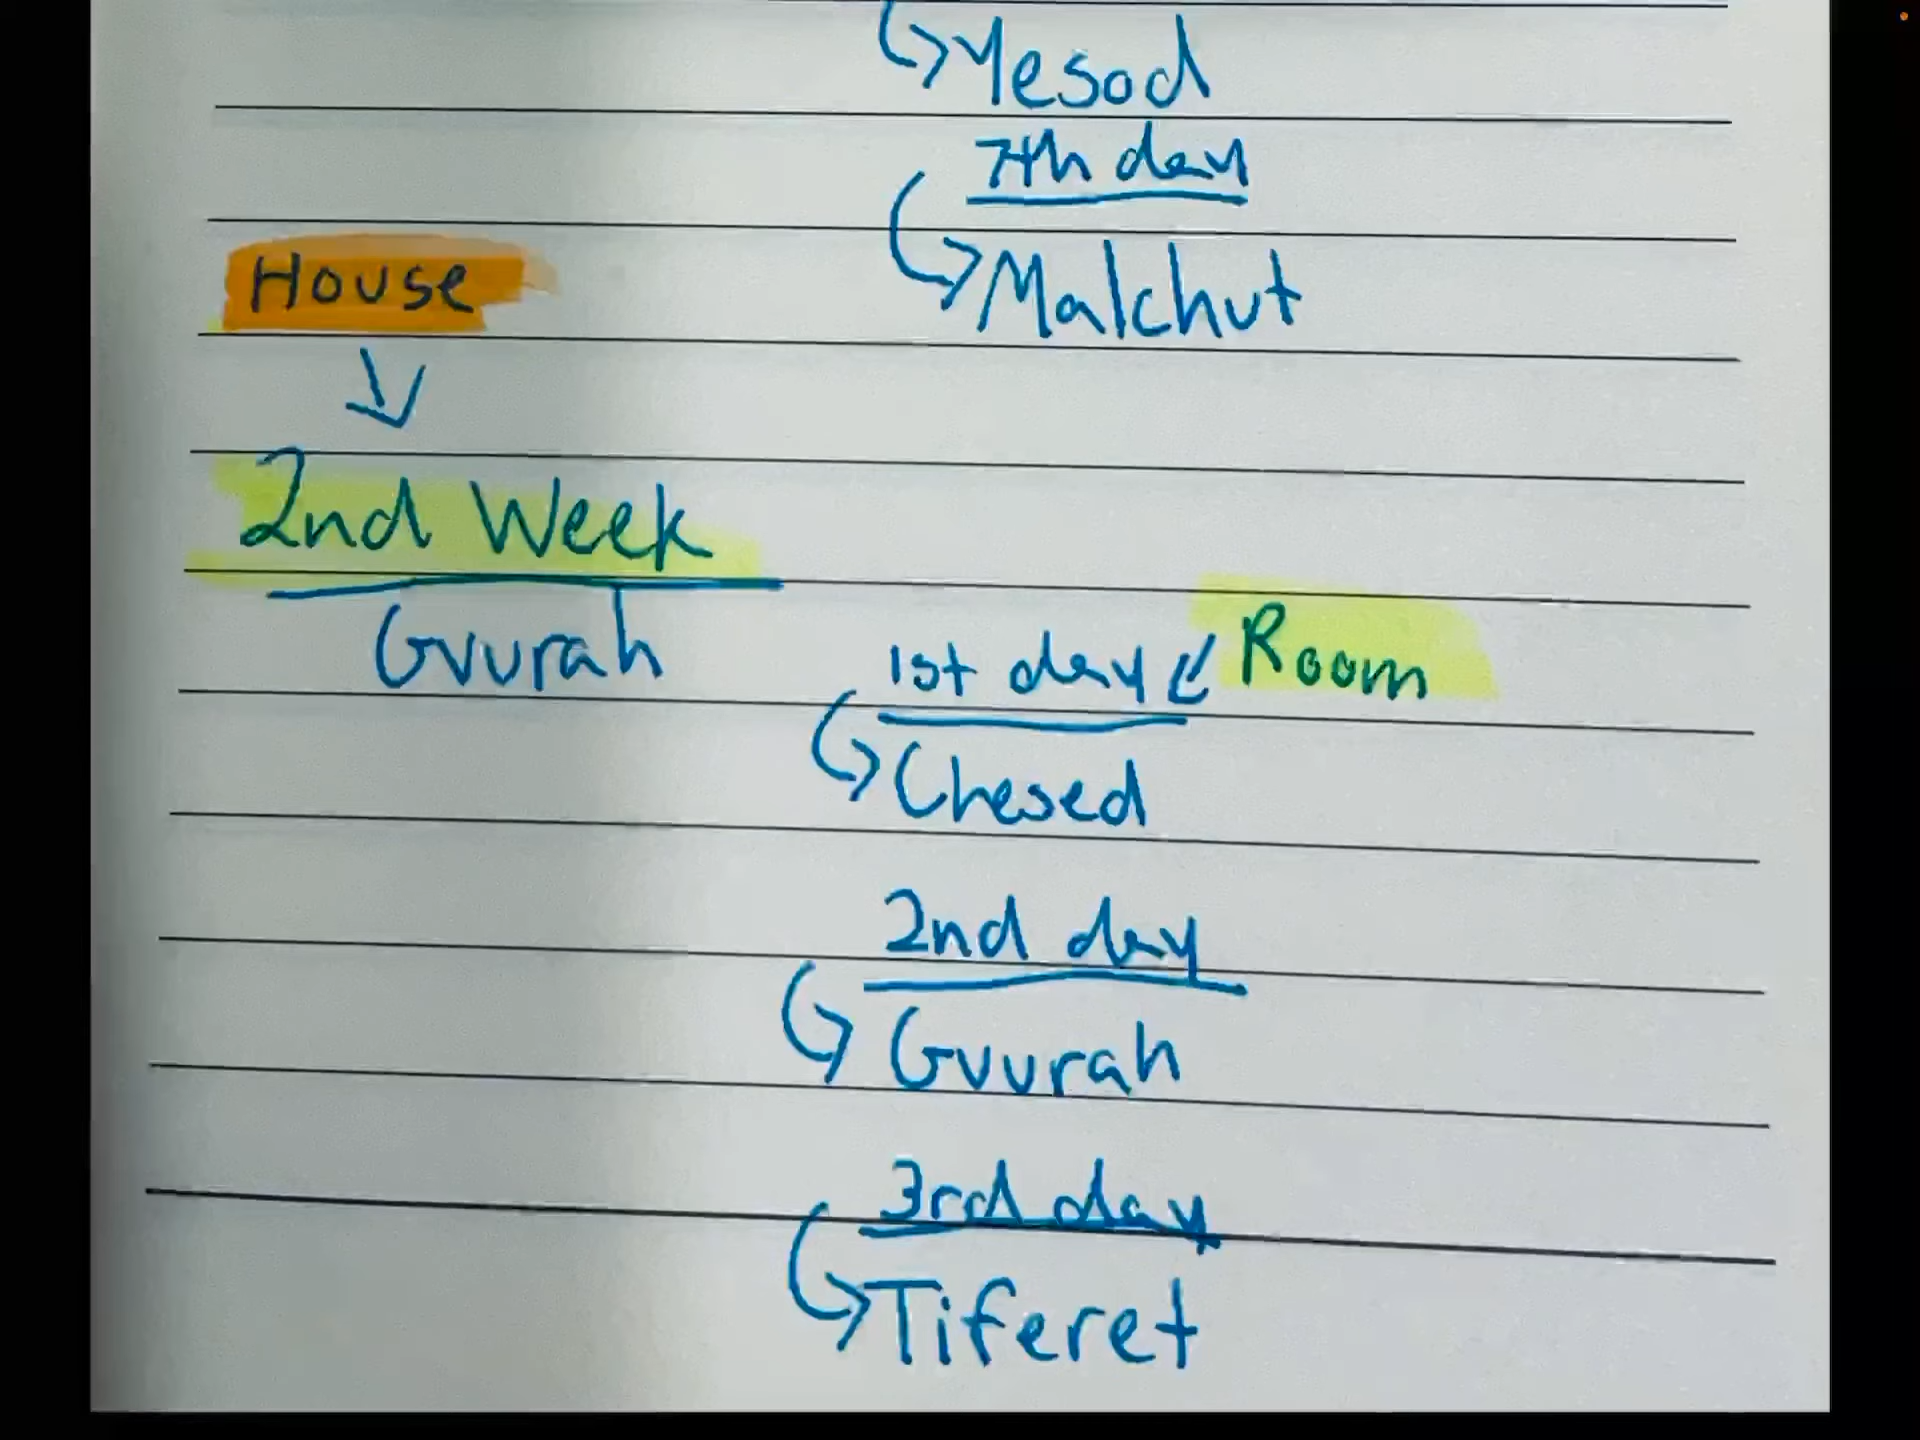 Yesod
7th day
Malchut
House
2nd Week
Gvurah
1st day
Room
Chesed
2nd day
Gvurah
3rd day
Tiferet